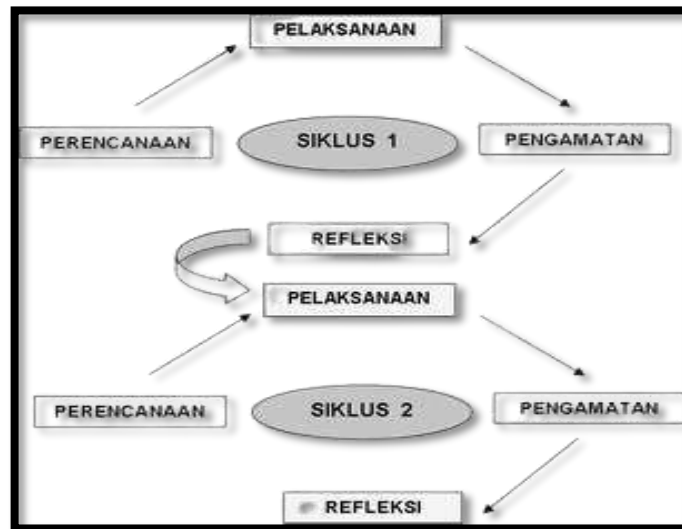 PELAKSANAAN
PERENCANAAN
SIKLUS 1
PENGAMATAN
REFLEKSI
PELAKSANAAN
PERENCANAAN
SIKLUS 2
PENGAMATAN
REFLEKSI